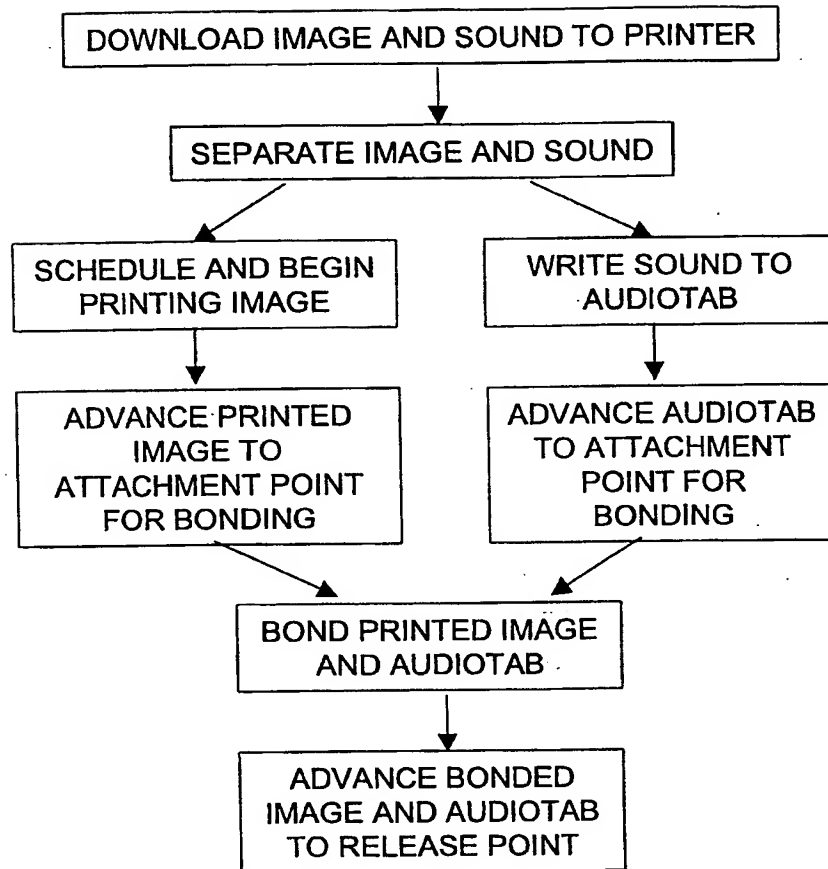 DOWNLOAD IMAGE AND SOUND TO PRINTER
SEPARATE IMAGE AND SOUND
SCHEDULE AND BEGIN
PRINTING IMAGE
WRITE SOUND TO
AUDIOTAB
ADVANCE PRINTED
IMAGE TO
ATTACHMENT POINT
FOR BONDING
ADVANCE AUDIOTAB
TO ATTACHMENT
POINT FOR
BONDING
BOND PRINTED IMAGE
AND AUDIOTAB
ADVANCE BONDED
IMAGE AND AUDIOTAB
TO RELEASE POINT